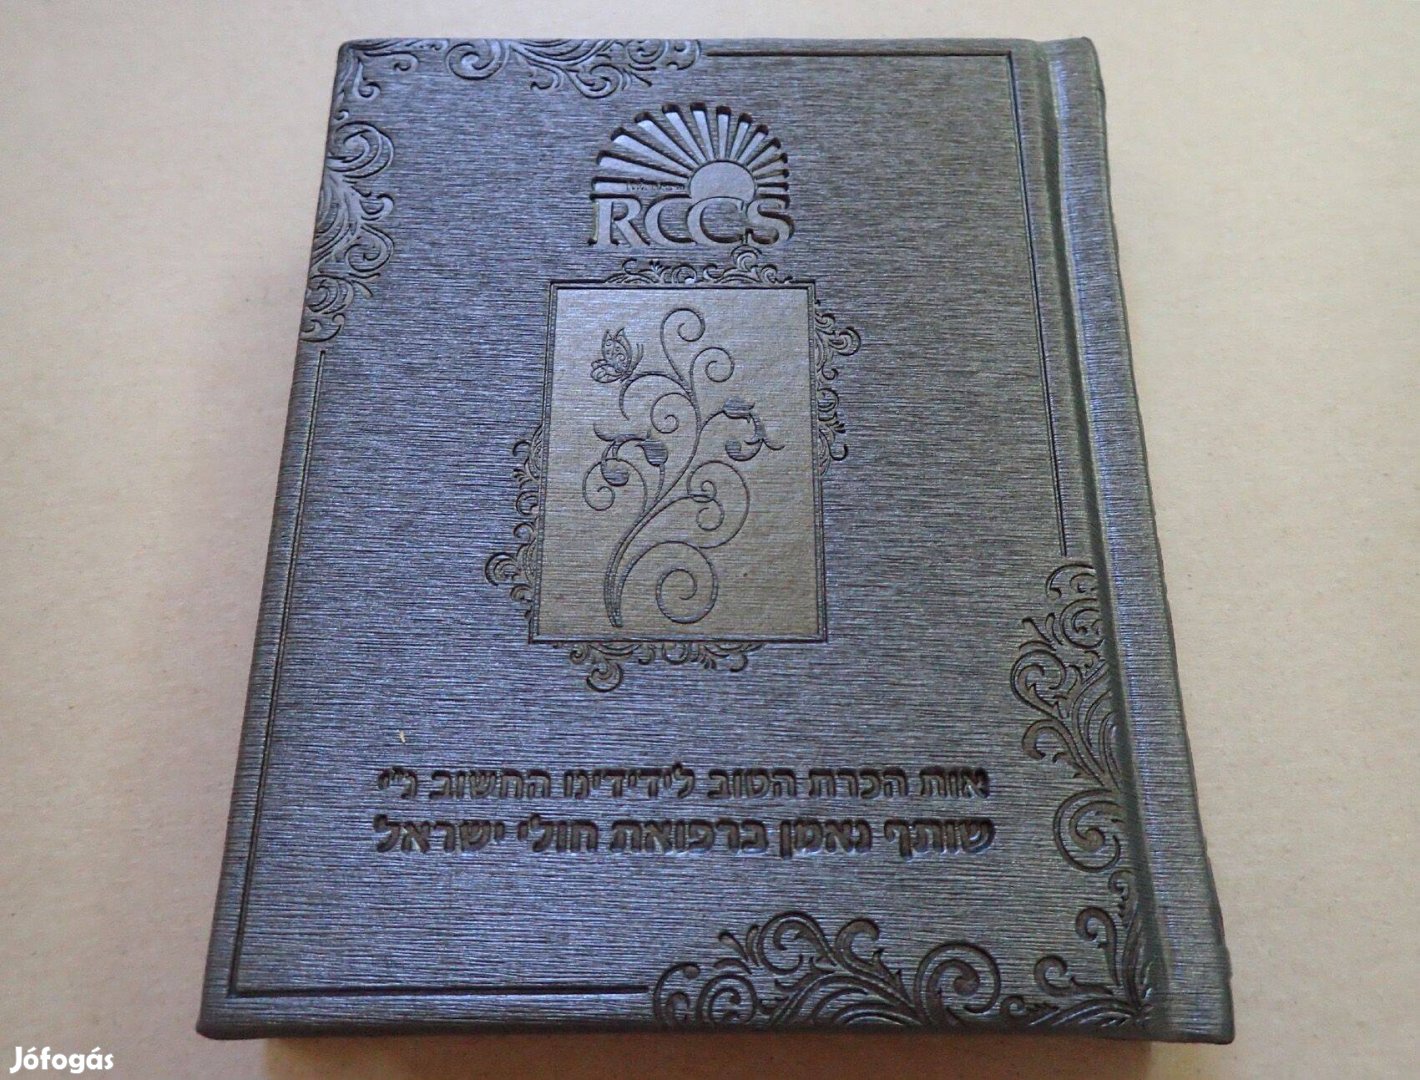 RCCS
אות הכרת הטוב לידידינו החשוב נ"י
שותף נאמן ברפואת חולי ישראל
Jófogás